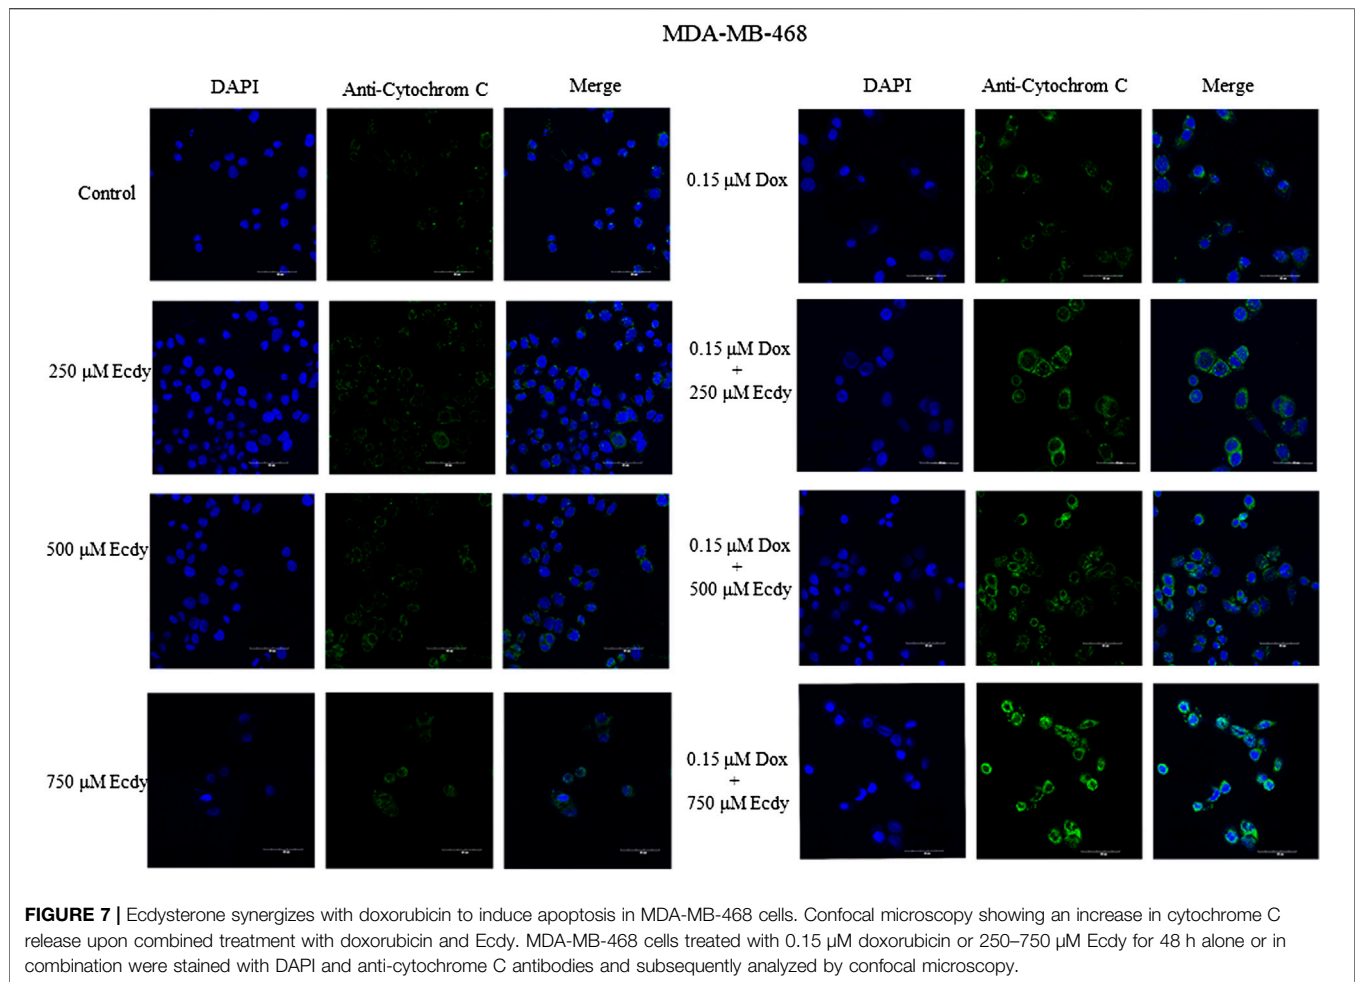 MDA-MB-468
DAPI
Anti-Cytochrom C
Merge
DAPI
Anti-Cytochrom C
Merge
Control
0.15 µM Dox
250 µM Ecdy
0.15 µM Dox
+
250 µM Ecdy
500 µM Ecdy
0.15 µM Dox
+
500 µM Ecdy
750 µM Ecdy
0.15 µM Dox
+
750 µM Ecdy
FIGURE 7 | Ecdysterone synergizes with doxorubicin to induce apoptosis in MDA-MB-468 cells. Confocal microscopy showing an increase in cytochrome C
release upon combined treatment with doxorubicin and Ecdy. MDA-MB-468 cells treated with 0.15 µM doxorubicin or 250–750 µM Ecdy for 48 h alone or in
combination were stained with DAPI and anti-cytochrome C antibodies and subsequently analyzed by confocal microscopy.